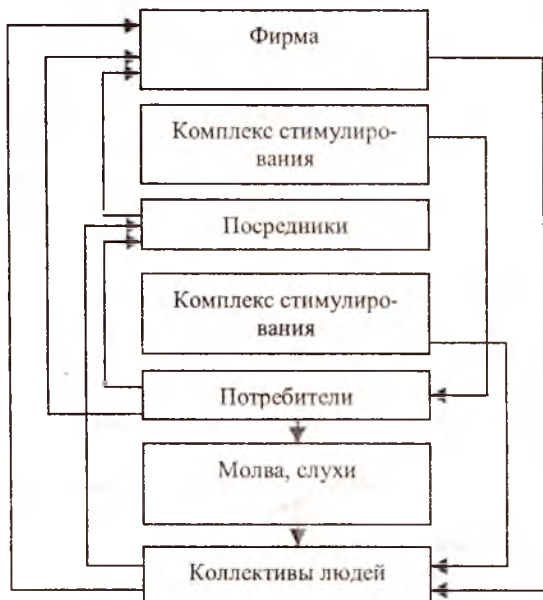 Фирма
Комплекс стимулиро-
вания
Посредники
Комплекс стимулиро-
вания
Потребители
Молва, слухи
Коллективы людей